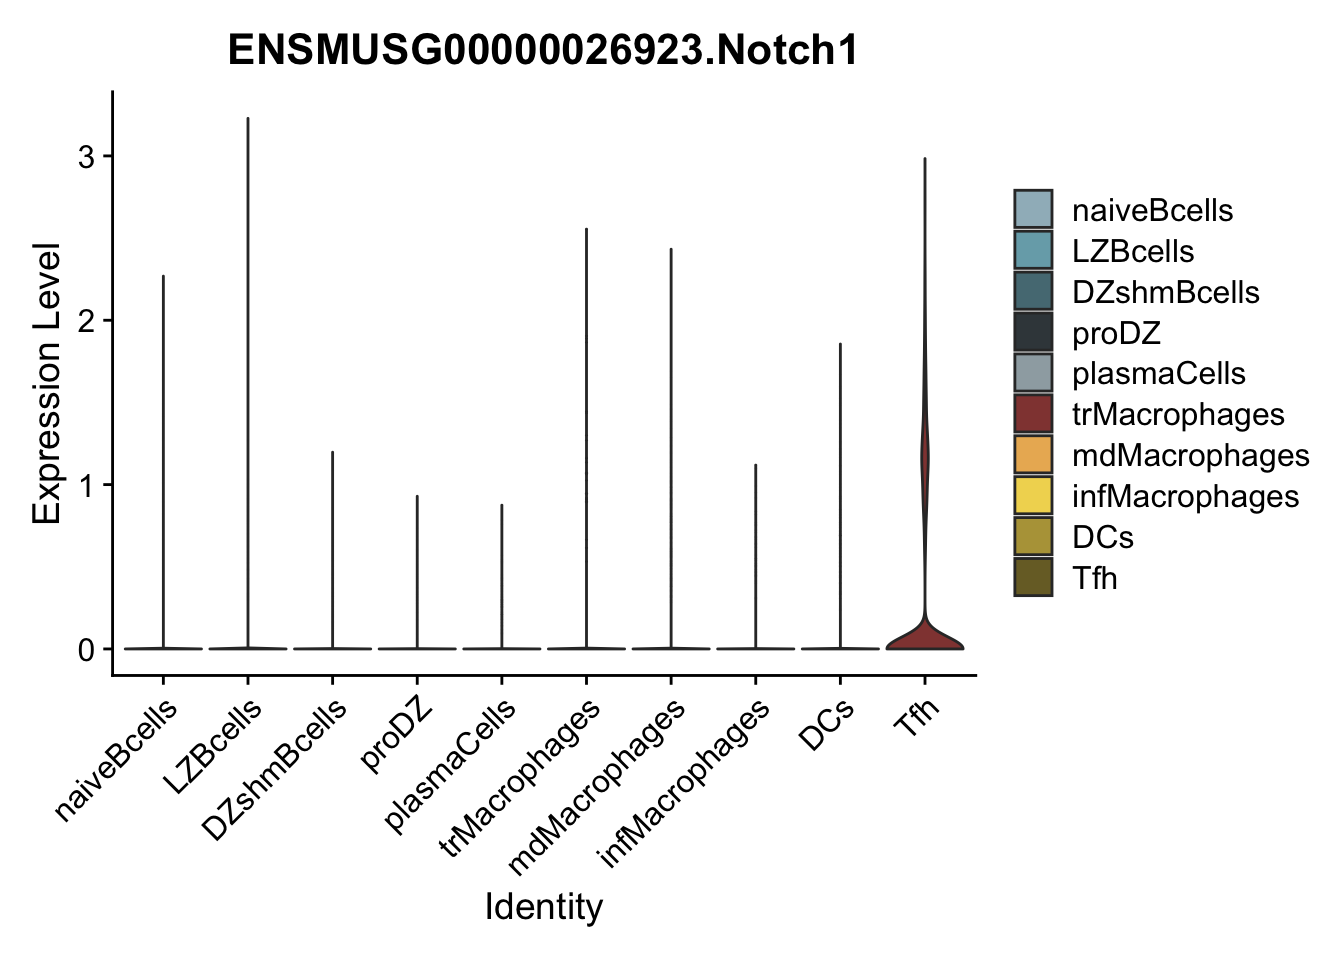 ENSMUSG00000026923.Notch1
Expression Level
3
2
1
0
naiveBcells
LZBcells
DZshmBcells
proDZ
plasmaCells
trMacrophages
mdMacrophages
infMacrophages
DCs
Tfh
Identity
naiveBcells
LZBcells
DZshmBcells
proDZ
plasmaCells
trMacrophages
mdMacrophages
infMacrophages
DCs
Tfh